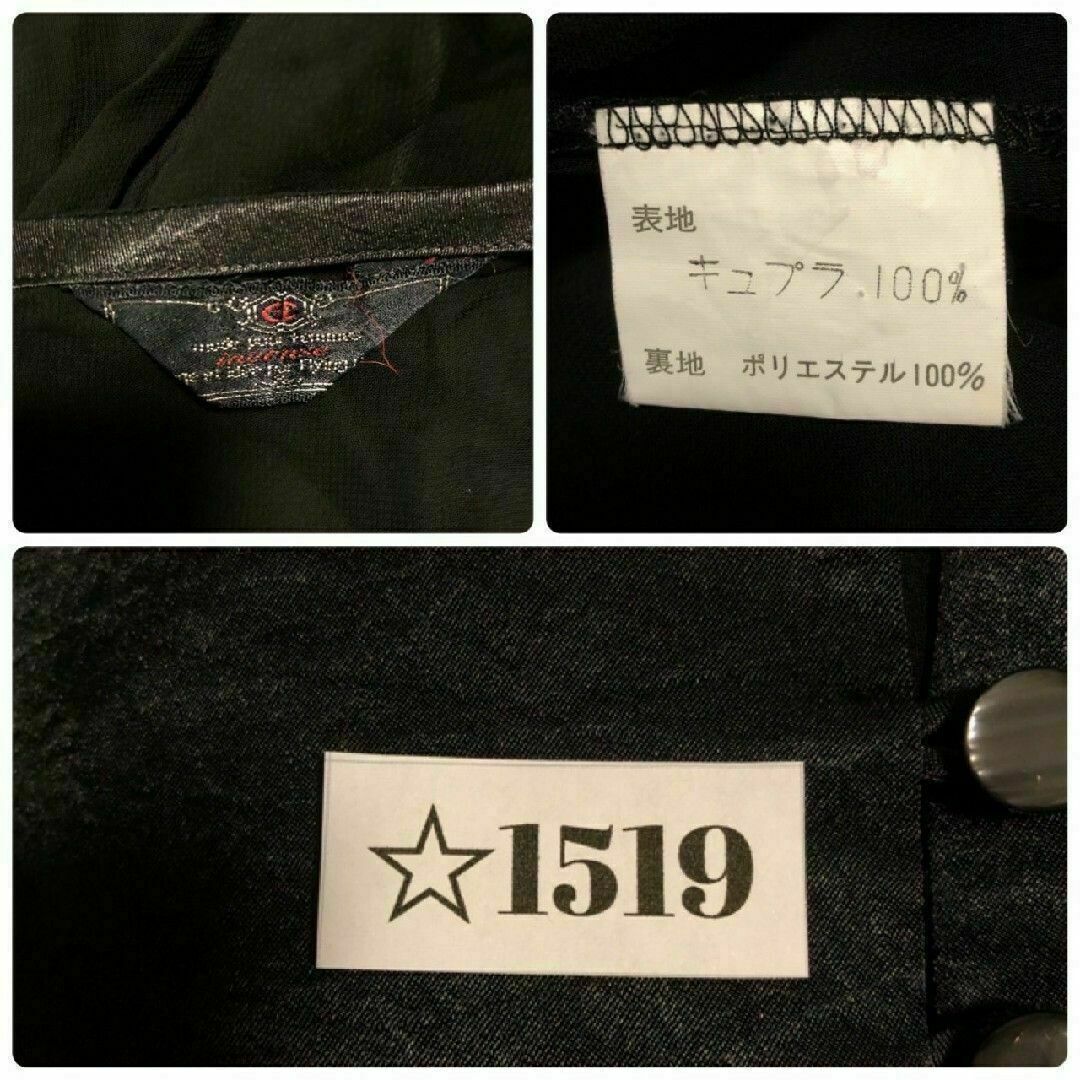 incense
表地
キュプラ.100%
裏地 ポリエステル100%
☆1519